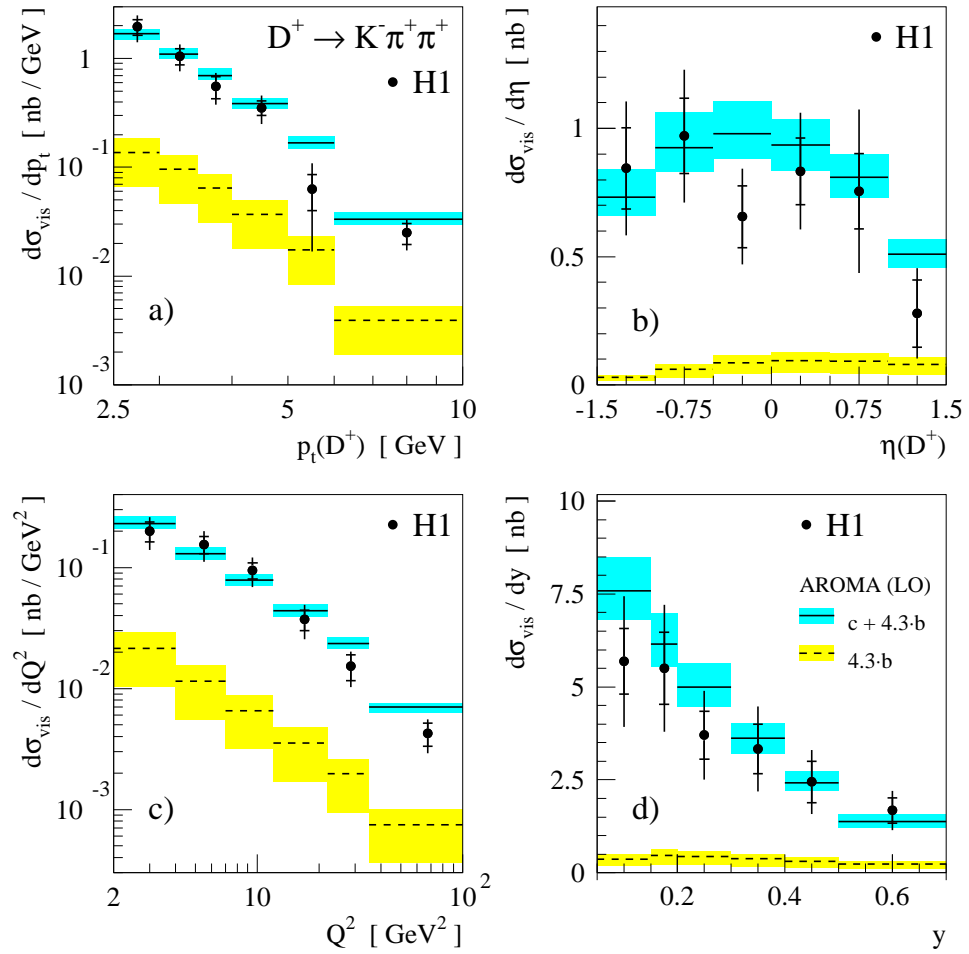 D⁺ → K⁻π⁺π⁺
H1
dσ_vis / dp_t [ nb / GeV ]
1
10⁻¹
10⁻²
10⁻³
a)
2.5 5 10
p_t(D⁺) [ GeV ]
H1
dσ_vis / dη [ nb ]
1
0.5
0
b)
-1.5 -0.75 0 0.75 1.5
η(D⁺)
H1
dσ_vis / dQ² [ nb / GeV² ]
10⁻¹
10⁻²
10⁻³
c)
2 10 10²
Q² [ GeV² ]
H1
dσ_vis / dy [ nb ]
10
7.5
5
2.5
0
AROMA (LO)
c + 4.3·b
4.3·b
d)
0.2 0.4 0.6
y